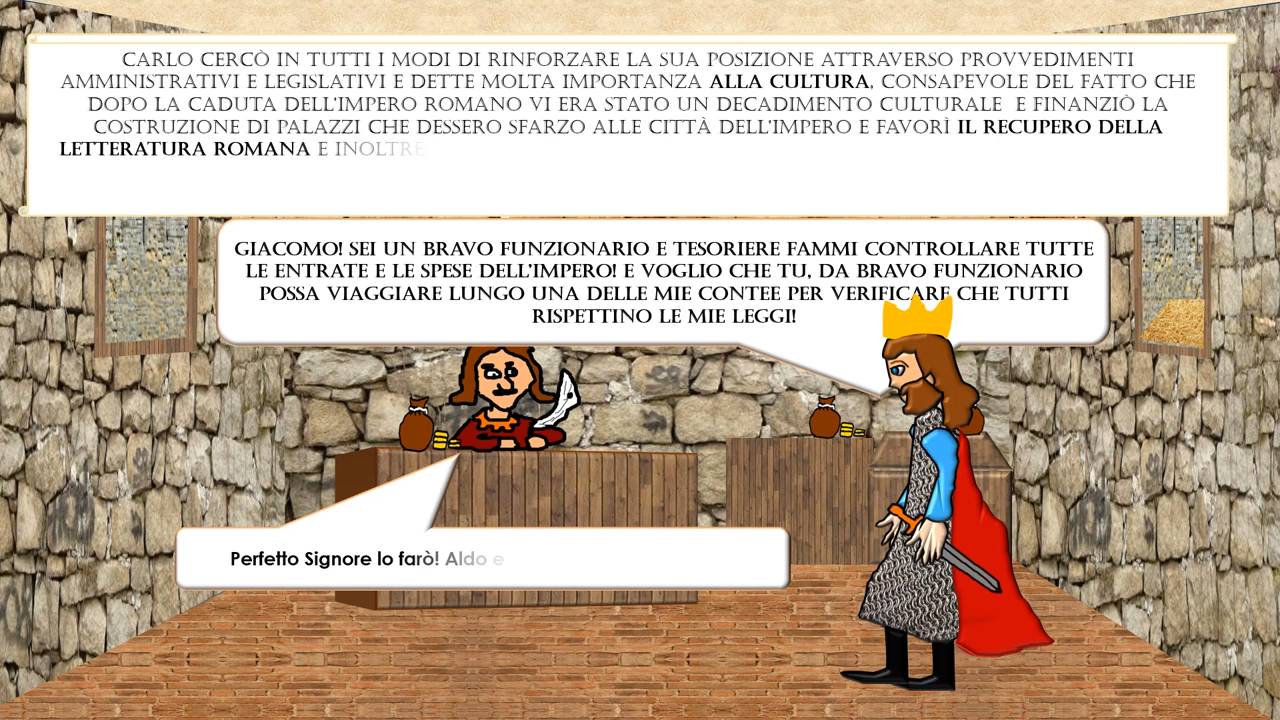 CARLO CERCÒ IN TUTTI I MODI DI RINFORZARE LA SUA POSIZIONE ATTRAVERSO PROVVEDIMENTI
AMMINISTRATIVI E LEGISLATIVI E DETTE MOLTA IMPORTANZA ALLA CULTURA, CONSAPEVOLE DEL FATTO CHE
DOPO LA CADUTA DELL'IMPERO ROMANO VI ERA STATO UN DECADIMENTO CULTURALE E FINANZIÒ LA
COSTRUZIONE DI PALAZZI CHE DESSERO SFARZO ALLE CITTÀ DELL'IMPERO E FAVORÌ IL RECUPERO DELLA
LETTERATURA ROMANA E INOLTRE
GIACOMO! SEI UN BRAVO FUNZIONARIO E TESORIERE FAMMI CONTROLLARE TUTTE
LE ENTRATE E LE SPESE DELL'IMPERO! E VOGLIO CHE TU, DA BRAVO FUNZIONARIO
POSSA VIAGGIARE LUNGO UNA DELLE MIE CONTEE PER VERIFICARE CHE TUTTI
RISPETTINO LE MIE LEGGI!
Perfetto Signore lo farò! Aldo e